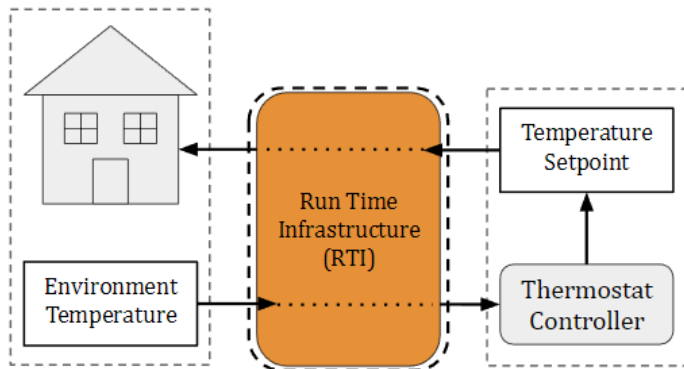 Temperature
Setpoint
Run Time
Infrastructure
(RTI)
Environment
Temperature
Thermostat
Controller